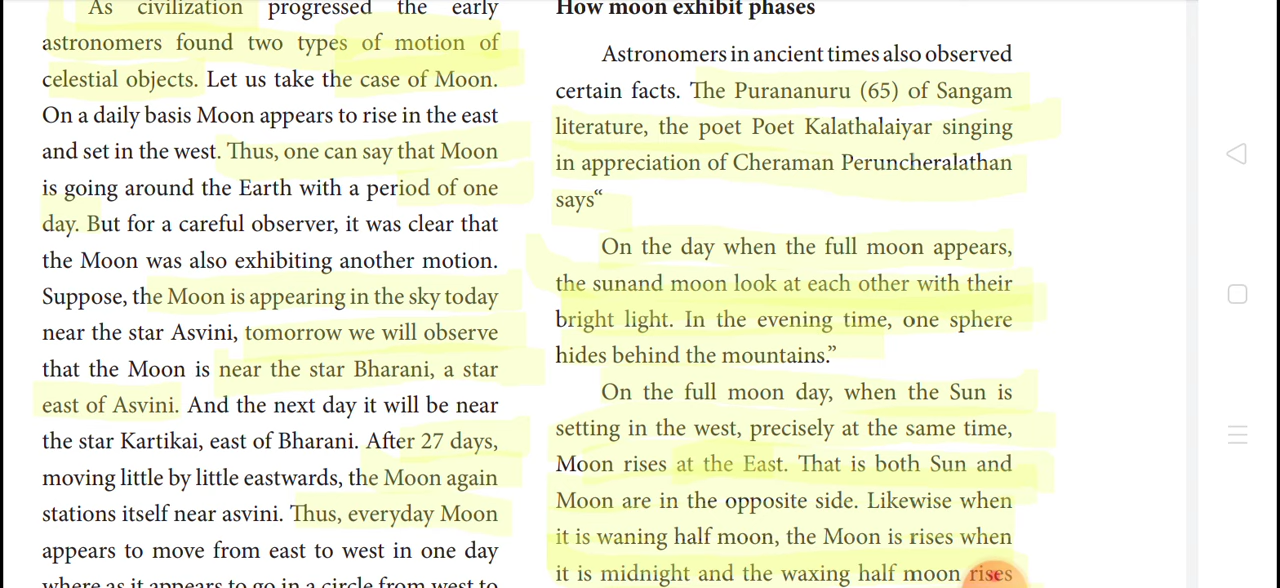 As civilization progressed the early
astronomers found two types of motion of
celestial objects. Let us take the case of Moon.
On a daily basis Moon appears to rise in the east
and set in the west. Thus, one can say that Moon
is going around the Earth with a period of one
day. But for a careful observer, it was clear that
the Moon was also exhibiting another motion.
Suppose, the Moon is appearing in the sky today
near the star Asvini, tomorrow we will observe
that the Moon is near the star Bharani, a star
east of Asvini. And the next day it will be near
the star Kartikai, east of Bharani. After 27 days,
moving little by little eastwards, the Moon again
stations itself near asvini. Thus, everyday Moon
appears to move from east to west in one day
where as it appears to go in a circle from west to
How moon exhibit phases
Astronomers in ancient times also observed
certain facts. The Purananuru (65) of Sangam
literature, the poet Poet Kalathalaiyar singing
in appreciation of Cheraman Peruncheralathan
says“
On the day when the full moon appears,
the sunand moon look at each other with their
bright light. In the evening time, one sphere
hides behind the mountains.”
On the full moon day, when the Sun is
setting in the west, precisely at the same time,
Moon rises at the East. That is both Sun and
Moon are in the opposite side. Likewise when
it is waning half moon, the Moon is rises when
it is midnight and the waxing half moon rises